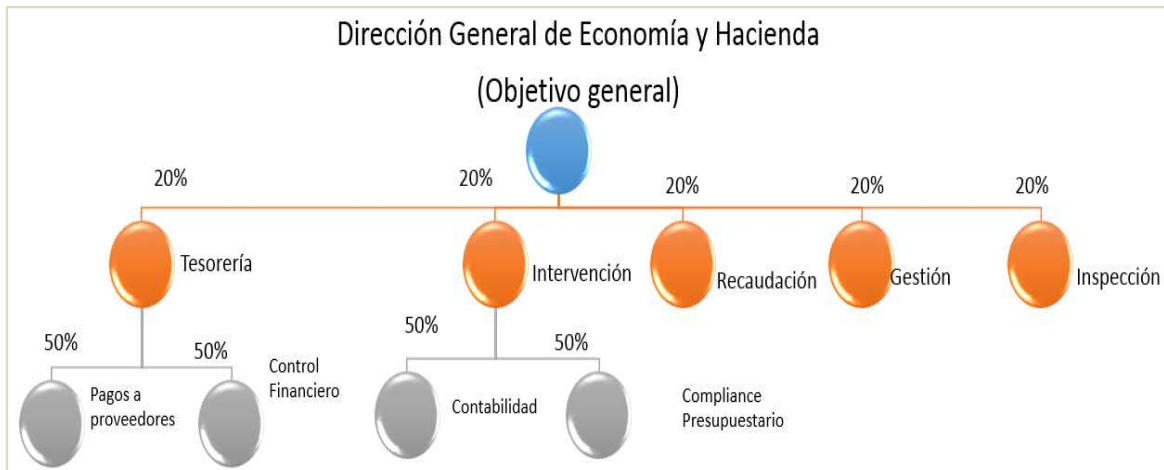 Dirección General de Economía y Hacienda
(Objetivo general)
20%
20%
20%
20%
20%
Tesorería
Intervención
Recaudación
Gestión
Inspección
50%
50%
50%
50%
Pagos a
proveedores
Control
Financiero
Contabilidad
Compliance
Presupuestario